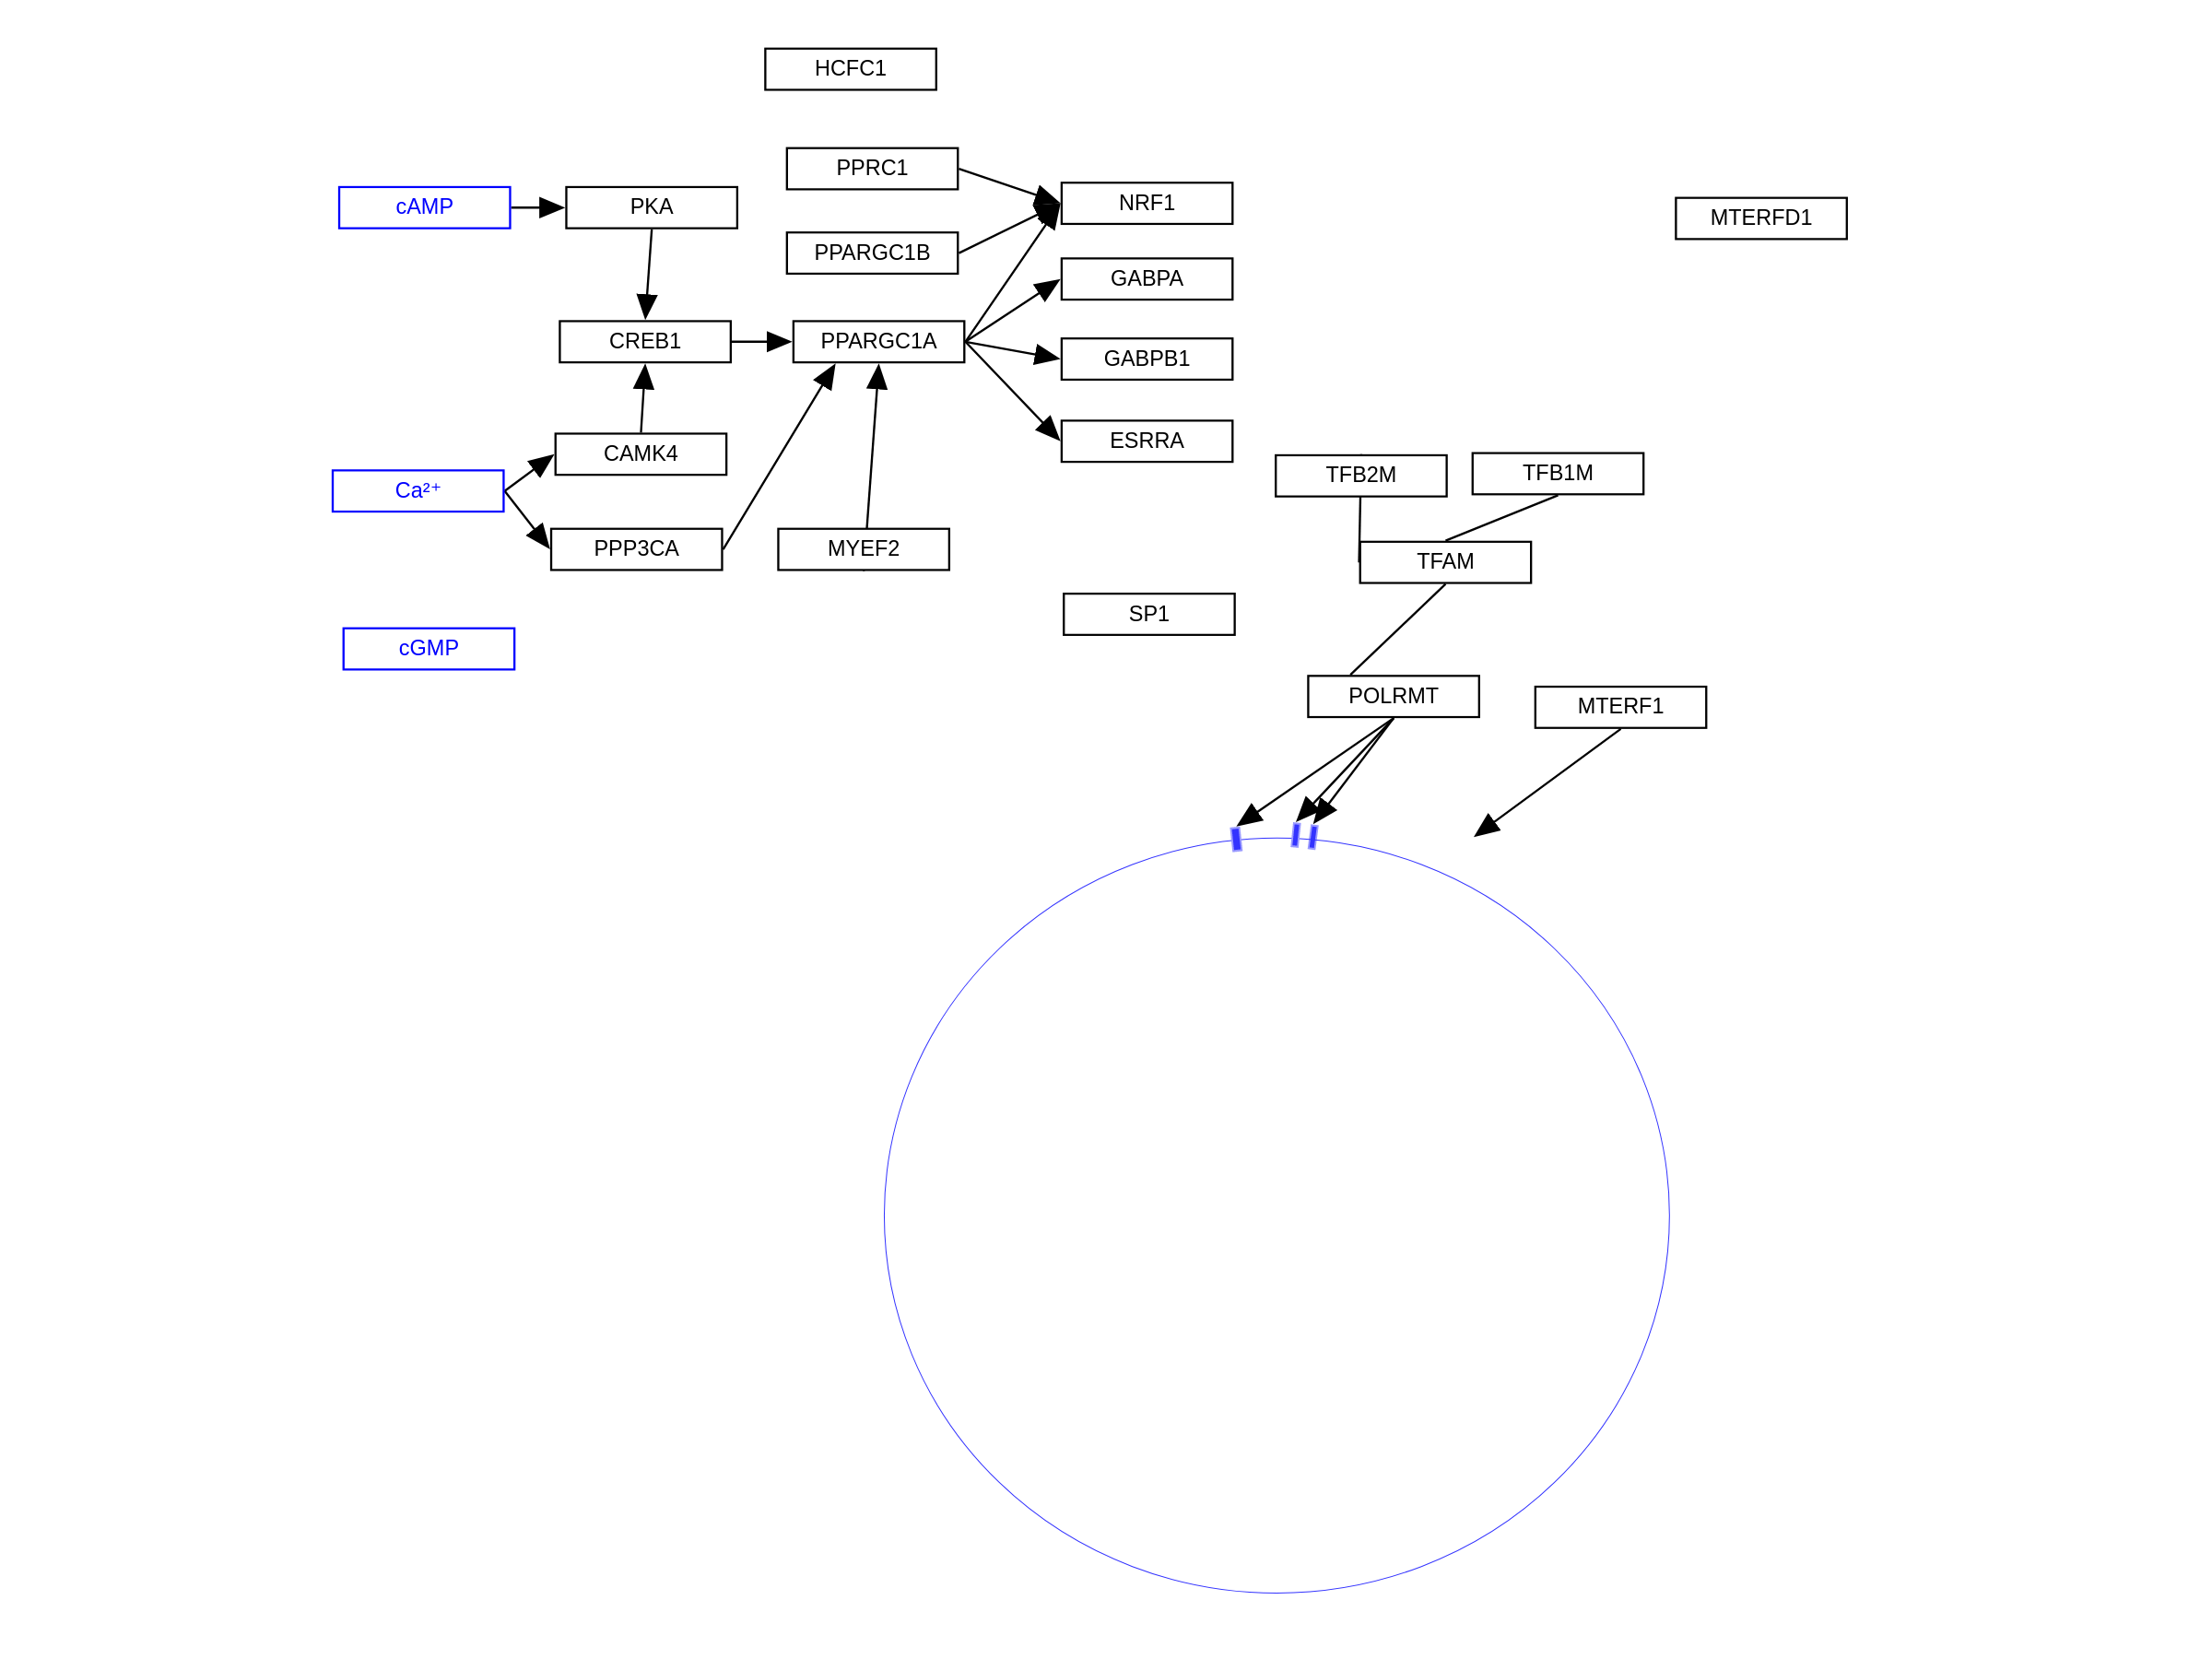 HCFC1
PPRC1
cAMP
PKA
NRF1
MTERFD1
PPARGC1B
GABPA
CREB1
PPARGC1A
GABPB1
ESRRA
CAMK4
TFB2M
TFB1M
Ca²⁺
PPP3CA
MYEF2
TFAM
SP1
cGMP
POLRMT
MTERF1